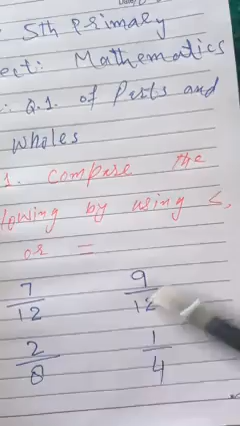 5th Primary
ect: Mathematics
Q.1. of Parts and
wholes
1. Compare the
lowing by using <,
or =
7/12 9/12
2/8 1/4